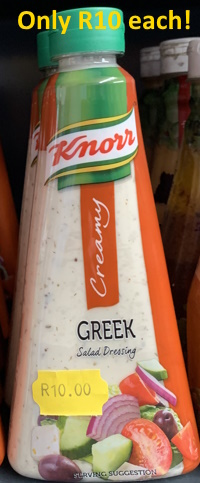 Only R10 each!
Knorr
Creamy
GREEK
Salad Dressing
R10.00
SERVING SUGGESTION